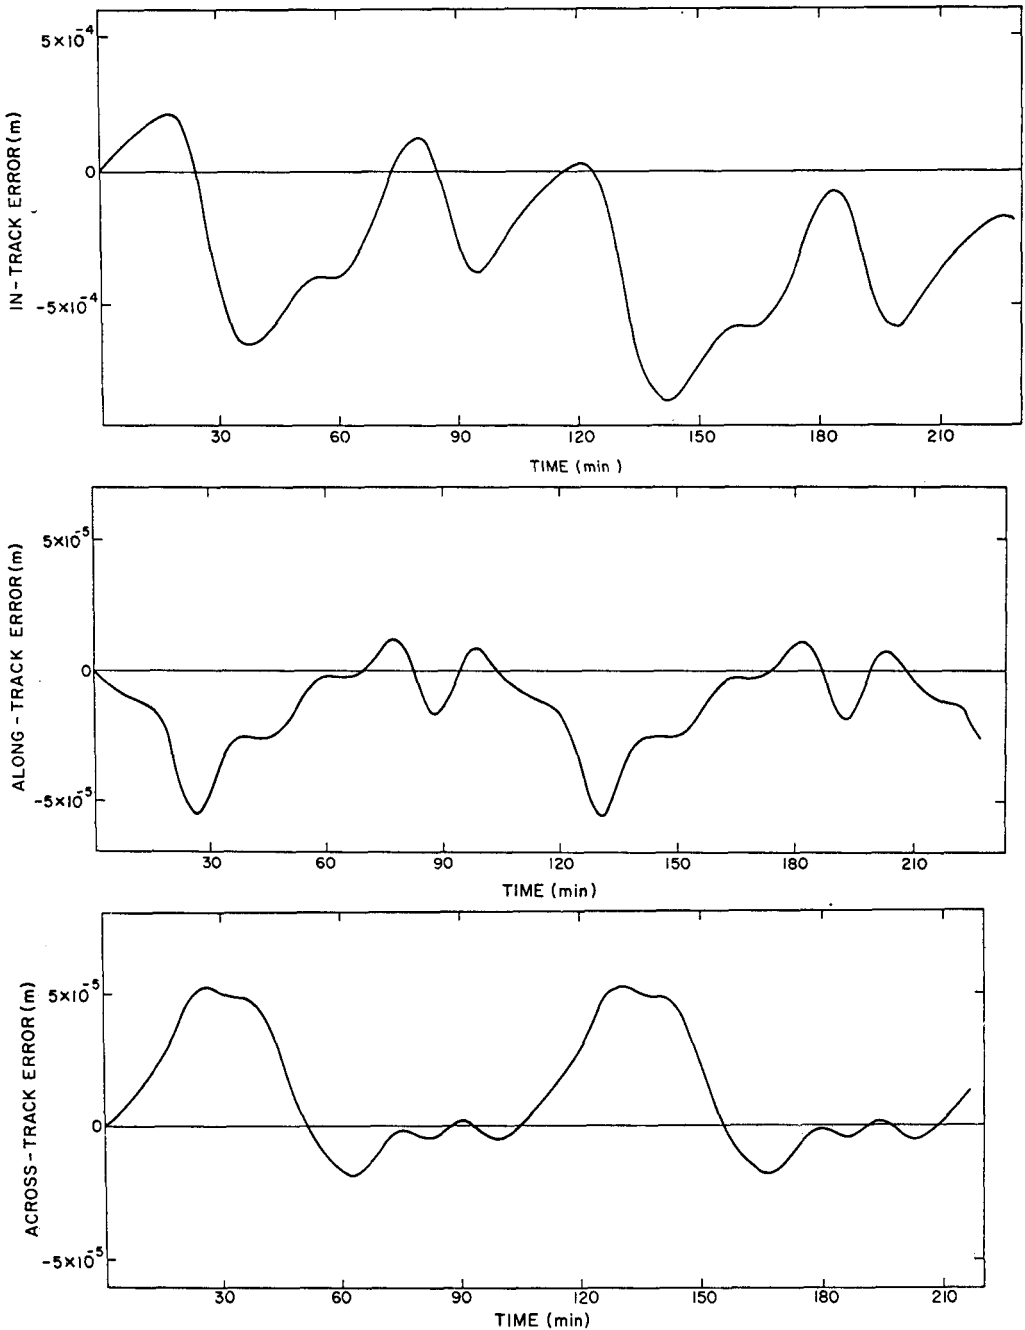 5×10⁻⁴
0
-5×10⁻⁴
IN-TRACK ERROR (m)
30 60 90 120 150 180 210
TIME (min)
5×10⁻⁵
0
-5×10⁻⁵
ALONG-TRACK ERROR (m)
30 60 90 120 150 180 210
TIME (min)
5×10⁻⁵
0
-5×10⁻⁵
ACROSS-TRACK ERROR (m)
30 60 90 120 150 180 210
TIME (min)